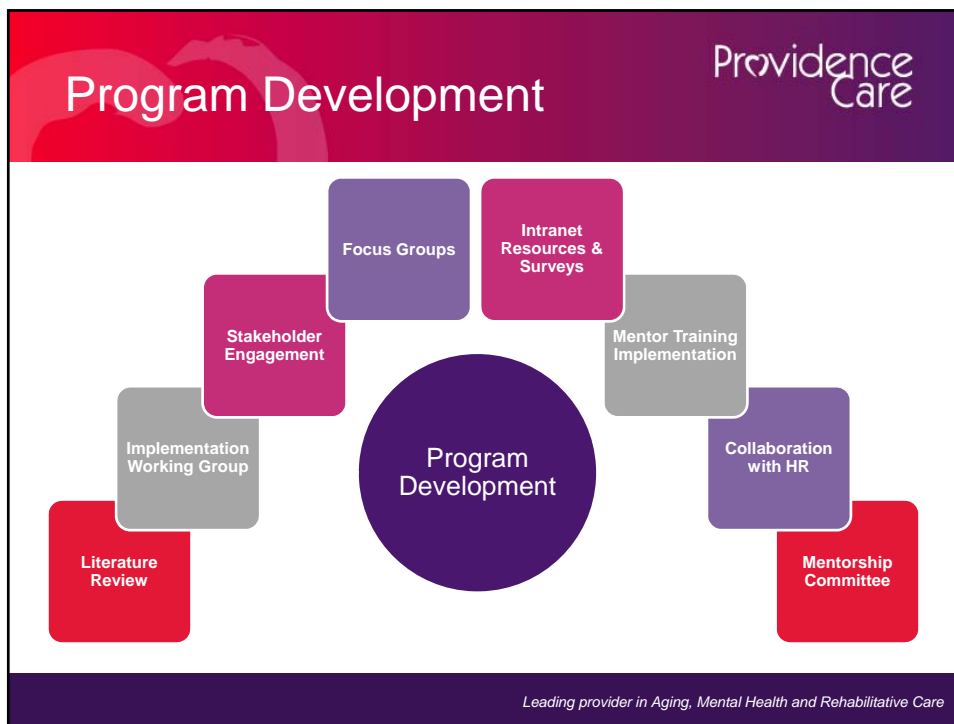 Program Development
Providence
Care
Focus Groups
Intranet
Resources &
Surveys
Stakeholder
Engagement
Mentor Training
Implementation
Implementation
Working Group
Program
Development
Collaboration
with HR
Literature
Review
Mentorship
Committee
Leading provider in Aging, Mental Health and Rehabilitative Care